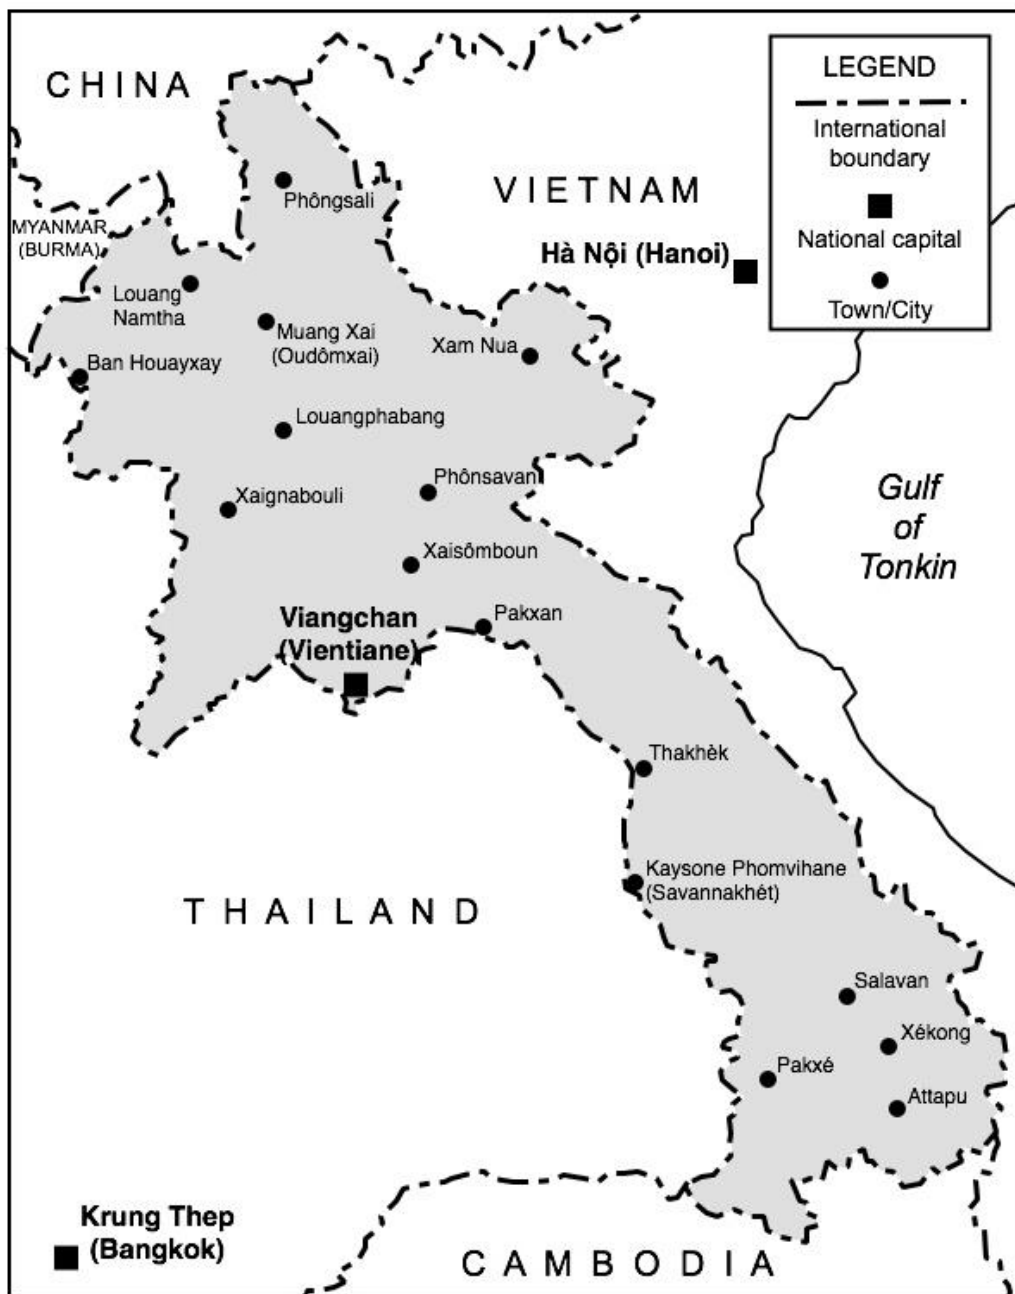 CHINA
LEGEND
International
boundary
National capital
Town/City
Phôngsali
VIETNAM
MYANMAR
(BURMA)
Hà Nội (Hanoi)
Louang
Namtha
Muang Xai
(Oudômxai)
Xam Nua
Ban Houayxay
Louangphabang
Phônsavan
Xaignabouli
Gulf
of
Tonkin
Xaisômboun
Viangchan
(Vientiane)
Pakxan
Thakhèk
Kaysone Phomvihane
(Savannakhét)
THAILAND
Salavan
Xékong
Pakxé
Attapu
Krung Thep
(Bangkok)
CAMBODIA